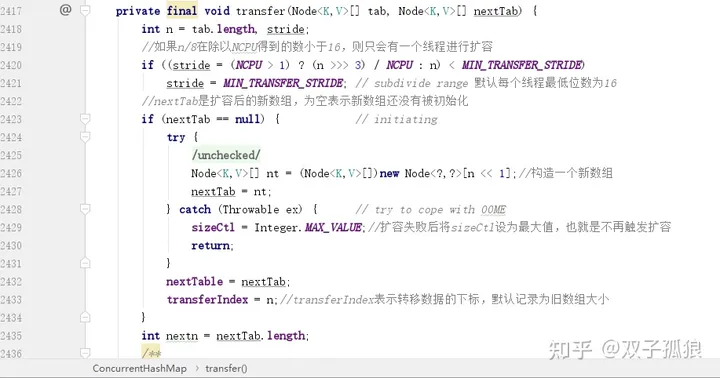 2417 @ private final void transfer(Node<K,V>[] tab, Node<K,V>[] nextTab) {
2418 int n = tab.length, stride;
2419 //如果n/8在除以NCPU得到的数小于16，则只会有一个线程进行扩容
2420 if ((stride = (NCPU > 1) ? (n >>> 3) / NCPU : n) < MIN_TRANSFER_STRIDE)
2421 stride = MIN_TRANSFER_STRIDE; // subdivide range 默认每个线程最低位数为16
2422 //nextTab是扩容后的新数组，为空表示新数组还没有被初始化
2423 if (nextTab == null) { // initiating
2424 try {
2425 /unchecked/
2426 Node<K,V>[] nt = (Node<K,V>[])new Node<?,?>[n << 1];//构造一个新数组
2427 nextTab = nt;
2428 } catch (Throwable ex) { // try to cope with OOME
2429 sizeCtl = Integer.MAX_VALUE;//扩容失败后将sizeCtl设为最大值，也就是不再触发扩容
2430 return;
2431 }
2432 nextTable = nextTab;
2433 transferIndex = n;//transferIndex表示转移数据的下标，默认记录为旧数组大小
2434 }
2435 int nextn = nextTab.length;
2436 /**
知乎 @双子孤狼
ConcurrentHashMap › transfer()